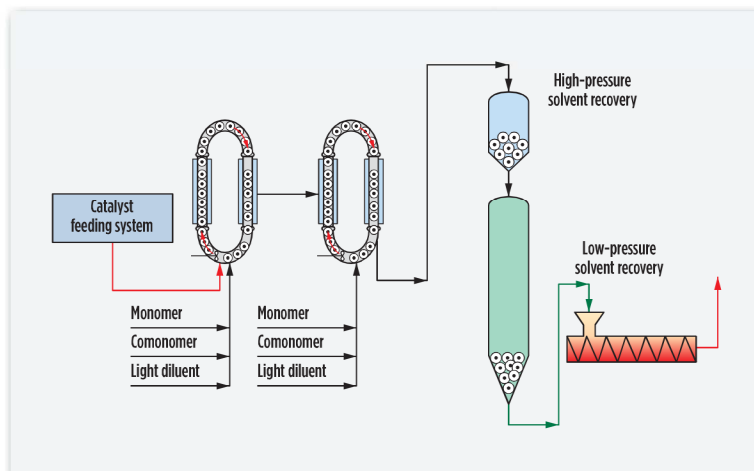 High-pressure
solvent recovery
Catalyst
feeding system
Low-pressure
solvent recovery
Monomer
Comonomer
Light diluent
Monomer
Comonomer
Light diluent